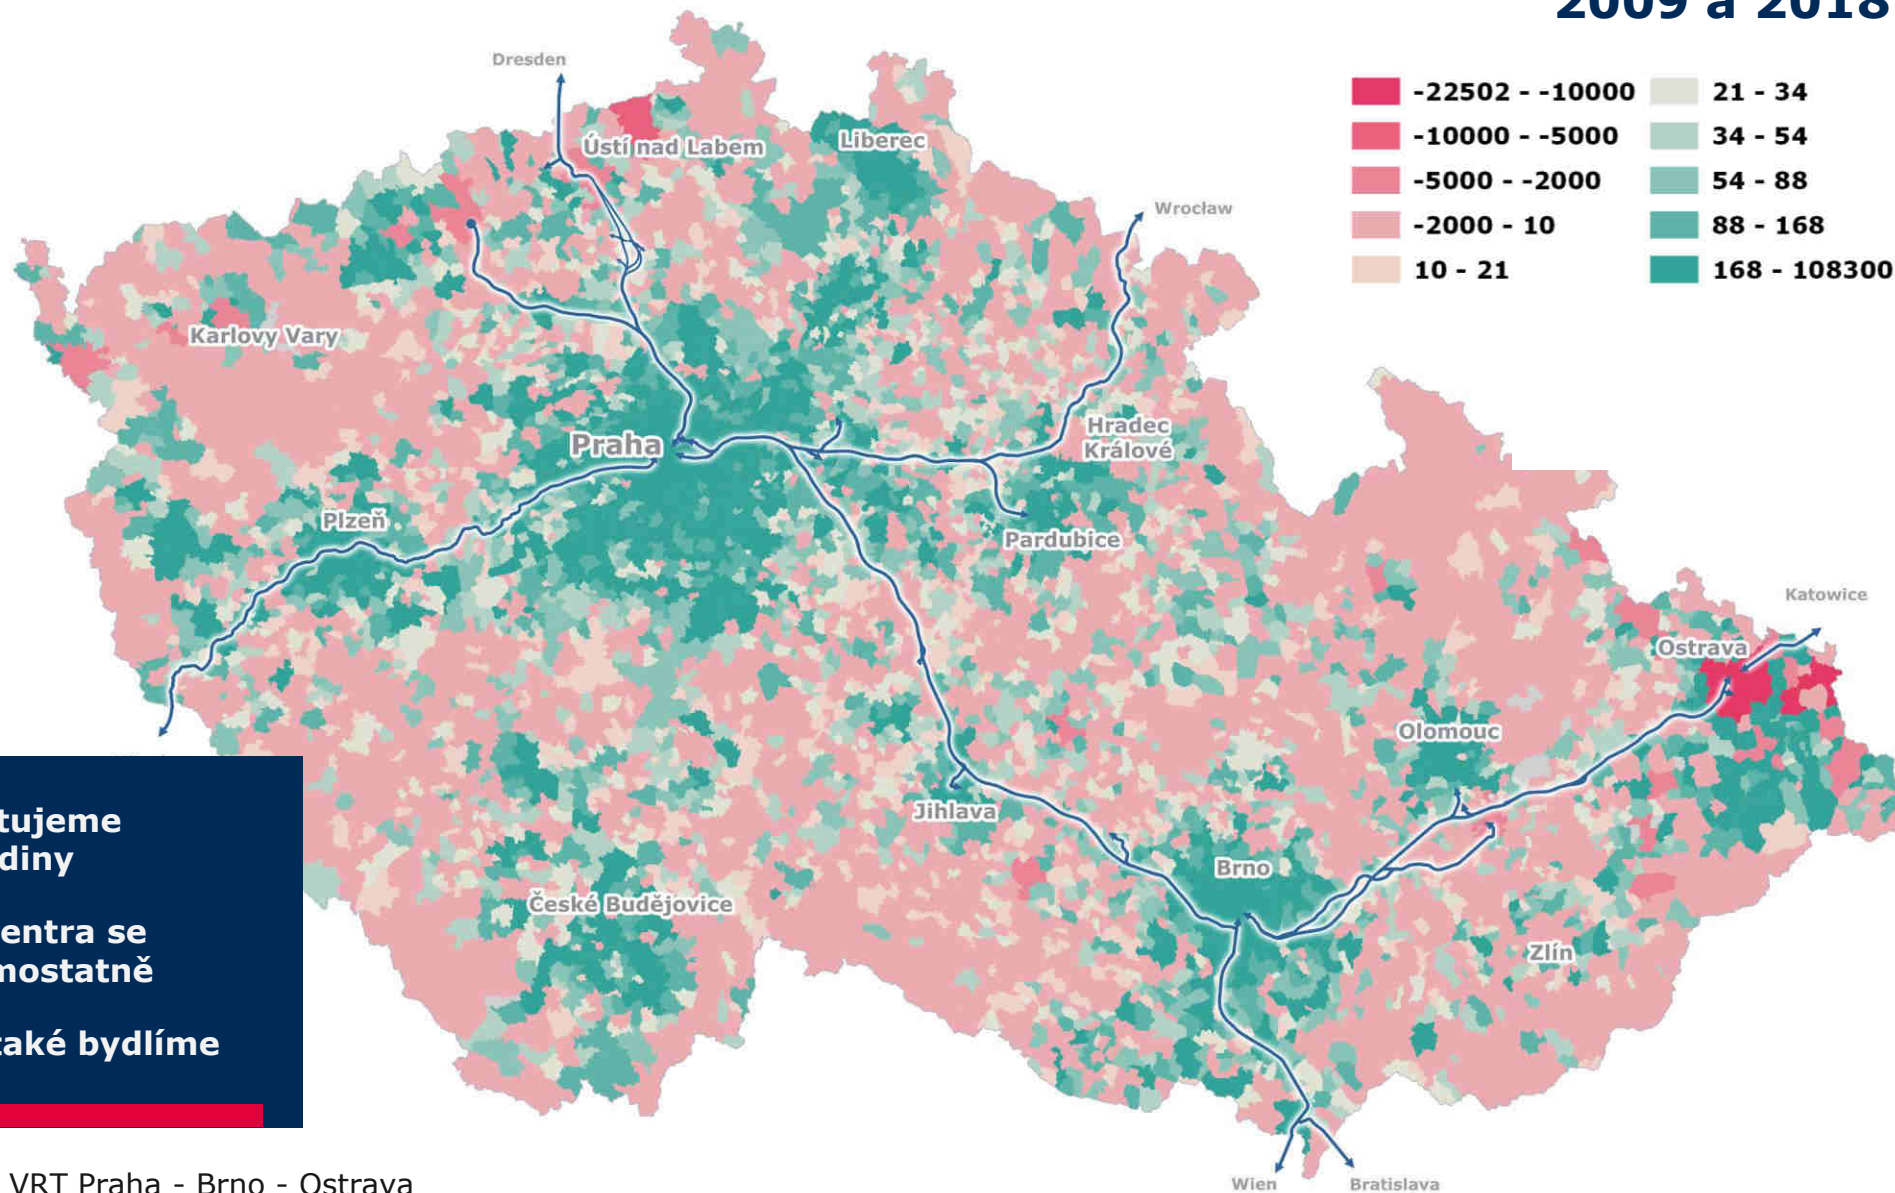 2009 a 2018
-22502 - -10000
-10000 - -5000
-5000 - -2000
-2000 - 10
10 - 21
21 - 34
34 - 54
54 - 88
88 - 168
168 - 108300
Dresden
Ústí nad Labem
Liberec
Wrocław
Karlovy Vary
Praha
Hradec
Králové
Plzeň
Pardubice
Katowice
Ostrava
Olomouc
Jihlava
Brno
České Budějovice
Zlín
Wien
Bratislava
tujeme
diny
entra se
mostatně
také bydlíme
VRT Praha - Brno - Ostrava